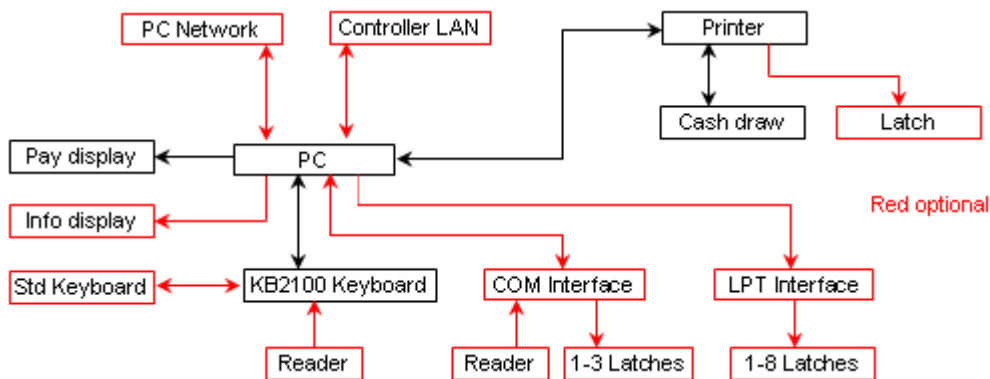 PC Network
Controller LAN
Printer
Cash draw
Latch
Pay display
PC
Info display
Red optional
Std Keyboard
KB2100 Keyboard
COM Interface
LPT Interface
Reader
Reader
1-3 Latches
1-8 Latches